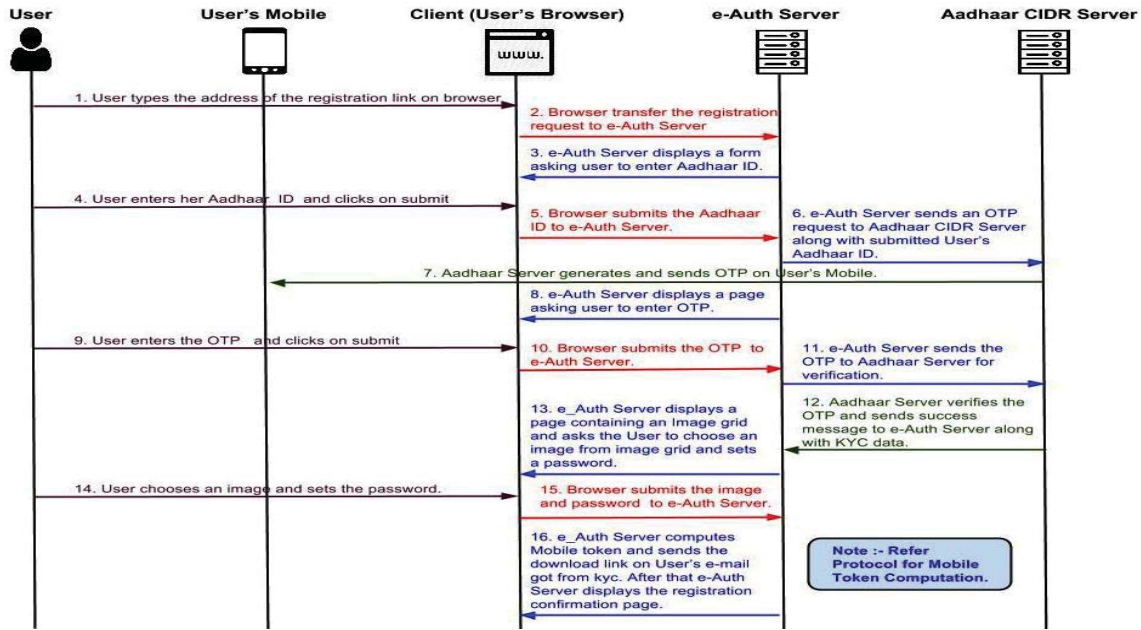 User
User's Mobile
Client (User's Browser)
e-Auth Server
Aadhaar CIDR Server
www.
1. User types the address of the registration link on browser
2. Browser transfer the registration
request to e-Auth Server
3. e-Auth Server displays a form
asking user to enter Aadhaar ID.
4. User enters her Aadhaar ID and clicks on submit
5. Browser submits the Aadhaar
ID to e-Auth Server.
6. e-Auth Server sends an OTP
request to Aadhaar CIDR Server
along with submitted User's
Aadhaar ID.
7. Aadhaar Server generates and sends OTP on User's Mobile.
8. e-Auth Server displays a page
asking user to enter OTP.
9. User enters the OTP and clicks on submit
10. Browser submits the OTP to
e-Auth Server.
11. e-Auth Server sends the
OTP to Aadhaar Server for
verification.
12. Aadhaar Server verifies the
OTP and sends success
message to e-Auth Server along
with KYC data.
13. e_Auth Server displays a
page containing an Image grid
and asks the User to choose an
image from image grid and sets
a password.
14. User chooses an image and sets the password.
15. Browser submits the image
and password to e-Auth Server.
16. e_Auth Server computes
Mobile token and sends the
download link on User's e-mail
got from kyc. After that e-Auth
Server displays the registration
confirmation page.
Note :- Refer
Protocol for Mobile
Token Computation.